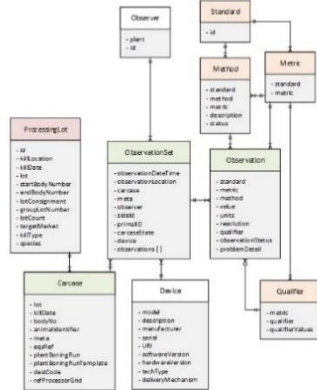 Observer
- plant
- id
Standard
- id
Method
- standard
- method
- metric
- description
- status
Metric
- standard
- metric
ProcessingLot
- id
- killLocation
- killDate
- lot
- startBodyNumber
- endBodyNumber
- lotConsignment
- groupLotNumber
- lotCount
- targetMarket
- killType
- species
ObservationSet
- observationDateTime
- observationLocation
- carcase
- meta
- observer
- sideId
- primalID
- carcaseState
- device
- observations [ ]
Observation
- standard
- metric
- method
- value
- units
- resolution
- qualifier
- observationStatus
- problemDetail
Carcase
- lot
- killDate
- bodyNo
- animalIdentifier
- meta
- eqsRef
- plantBoningRun
- plantBoningRunTemplate
- destCode
- refProcessorGrid
Device
- model
- description
- manufacturer
- serial
- URI
- softwareVersion
- hardwareVersion
- techType
- deliveryMechanism
Qualifier
- metric
- qualifier
- qualifierValues